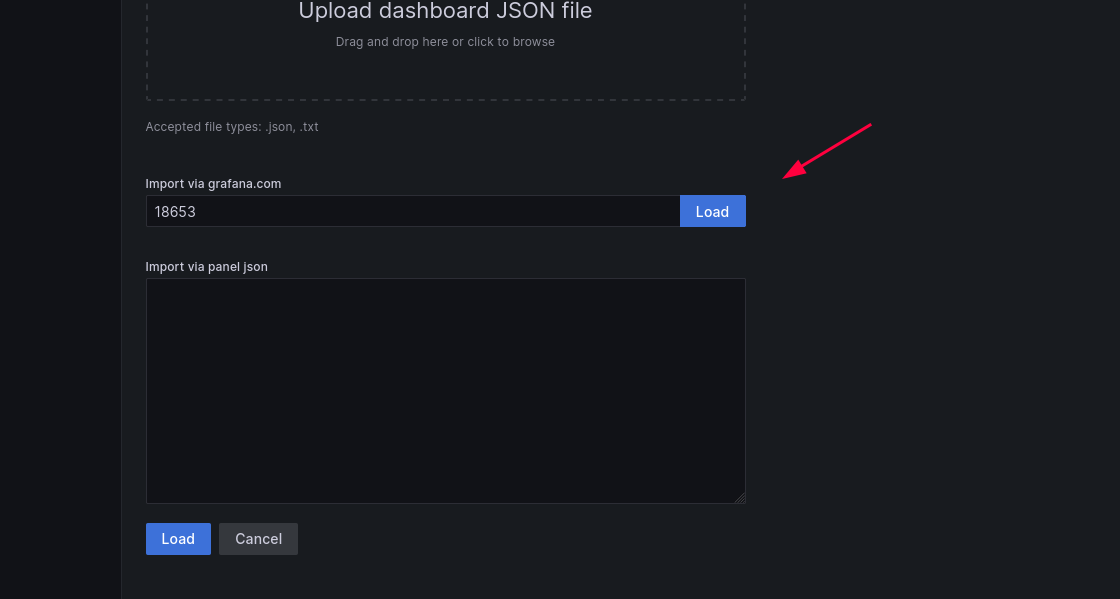 Upload dashboard JSON file
Drag and drop here or click to browse
Accepted file types: .json, .txt
Import via grafana.com
18653
Load
Import via panel json
Load
Cancel